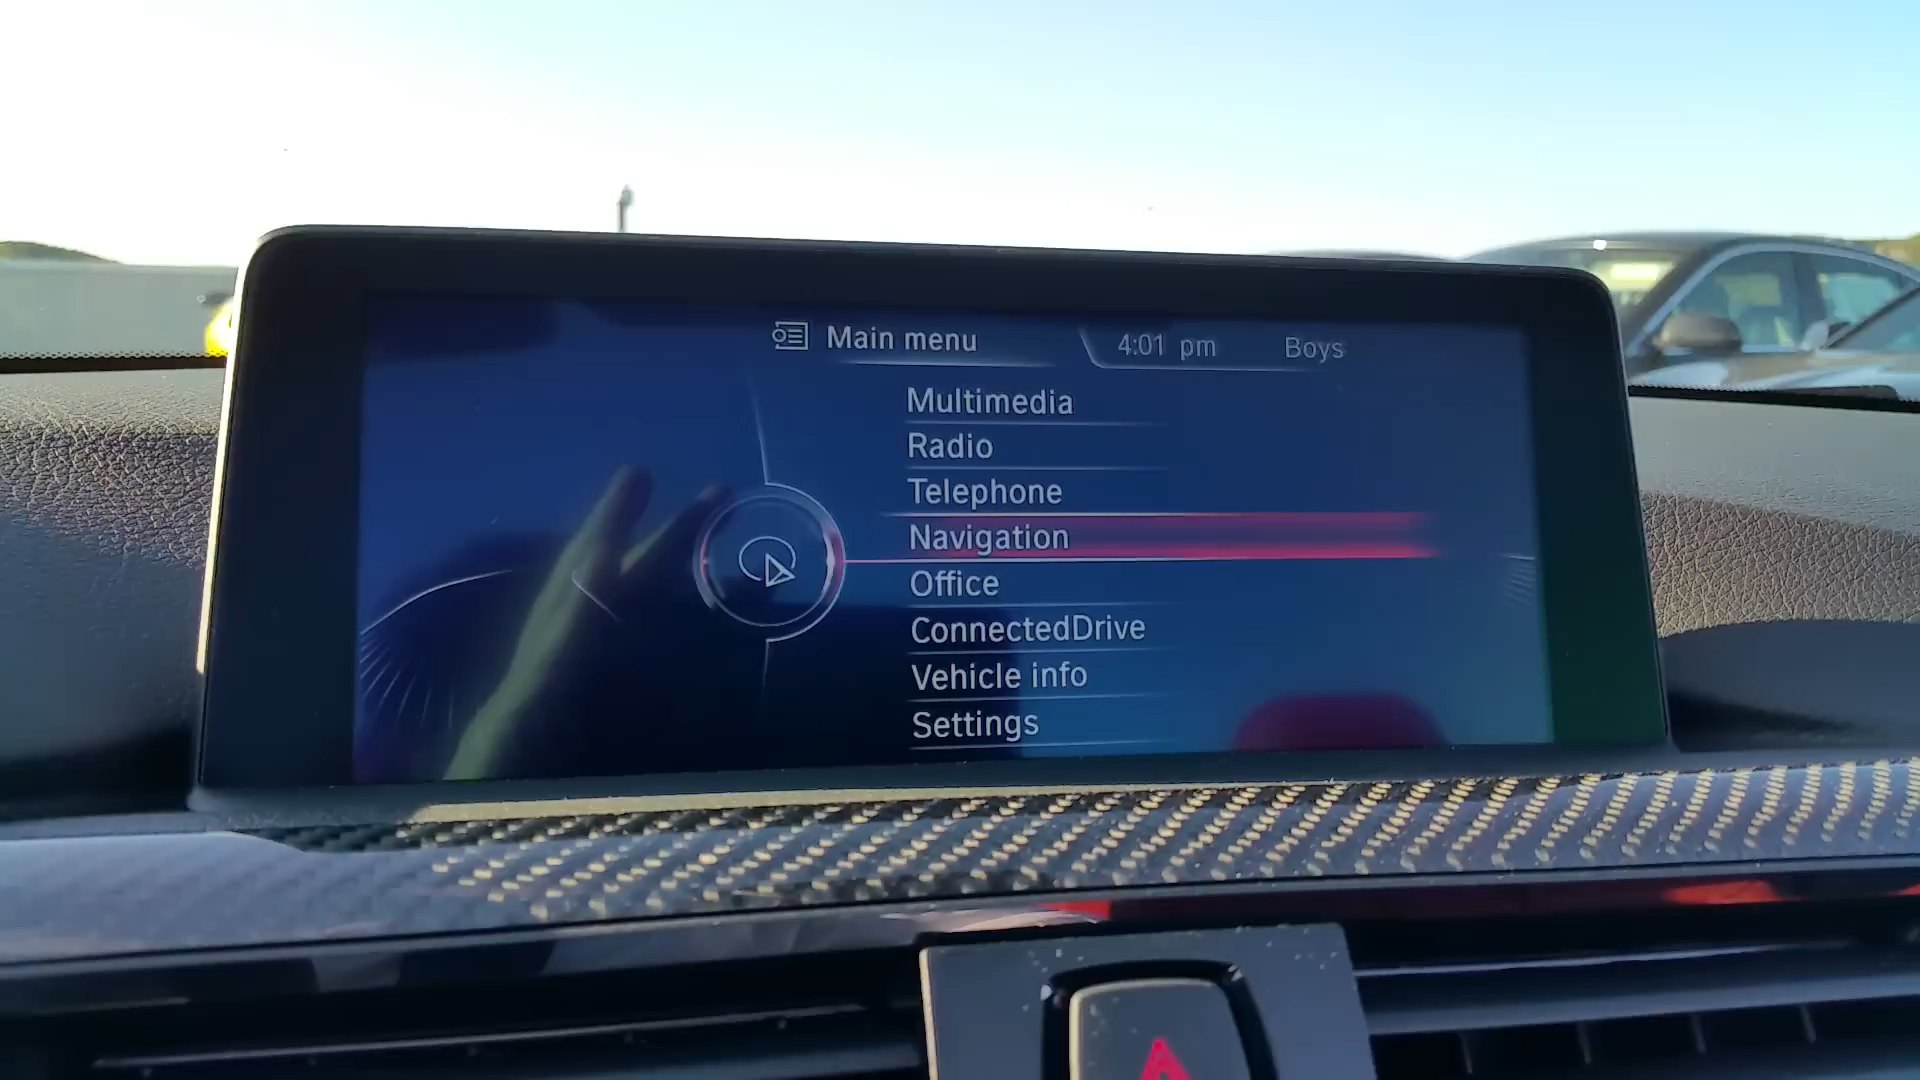 Main menu
4:01 pm
Boys
Multimedia
Radio
Telephone
Navigation
Office
ConnectedDrive
Vehicle info
Settings